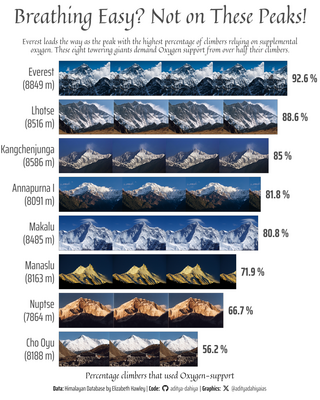 Breathing Easy? Not on These Peaks!
Everest leads the way as the peak with the highest percentage of climbers relying on supplemental
oxygen. These eight towering giants demand Oxygen support from over half their climbers.
Everest
(8849 m)
92.6 %
Lhotse
(8516 m)
88.6 %
Kangchenjunga
(8586 m)
85 %
Annapurna I
(8091 m)
81.8 %
Makalu
(8485 m)
80.8 %
Manaslu
(8163 m)
71.9 %
Nuptse
(7864 m)
66.7 %
Cho Oyu
(8188 m)
56.2 %
Percentage climbers that used Oxygen-support
Data: Himalayan Database by Elizabeth Hawley | Code: aditya-dahiya | Graphics: X @adityadahiyaias